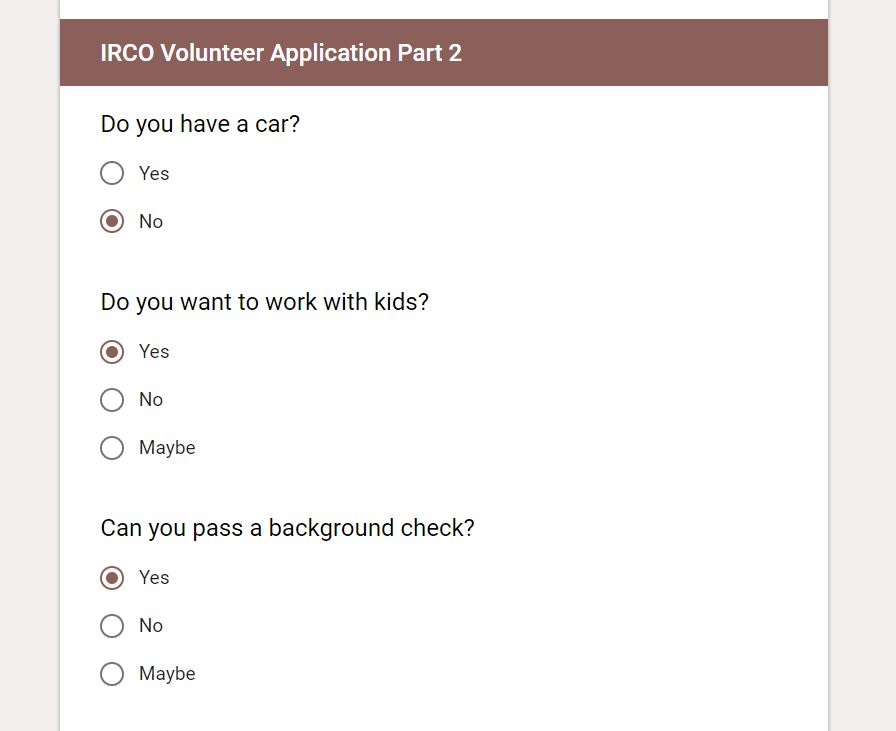 IRCO Volunteer Application Part 2
Do you have a car?
Yes
No
Do you want to work with kids?
Yes
No
Maybe
Can you pass a background check?
Yes
No
Maybe